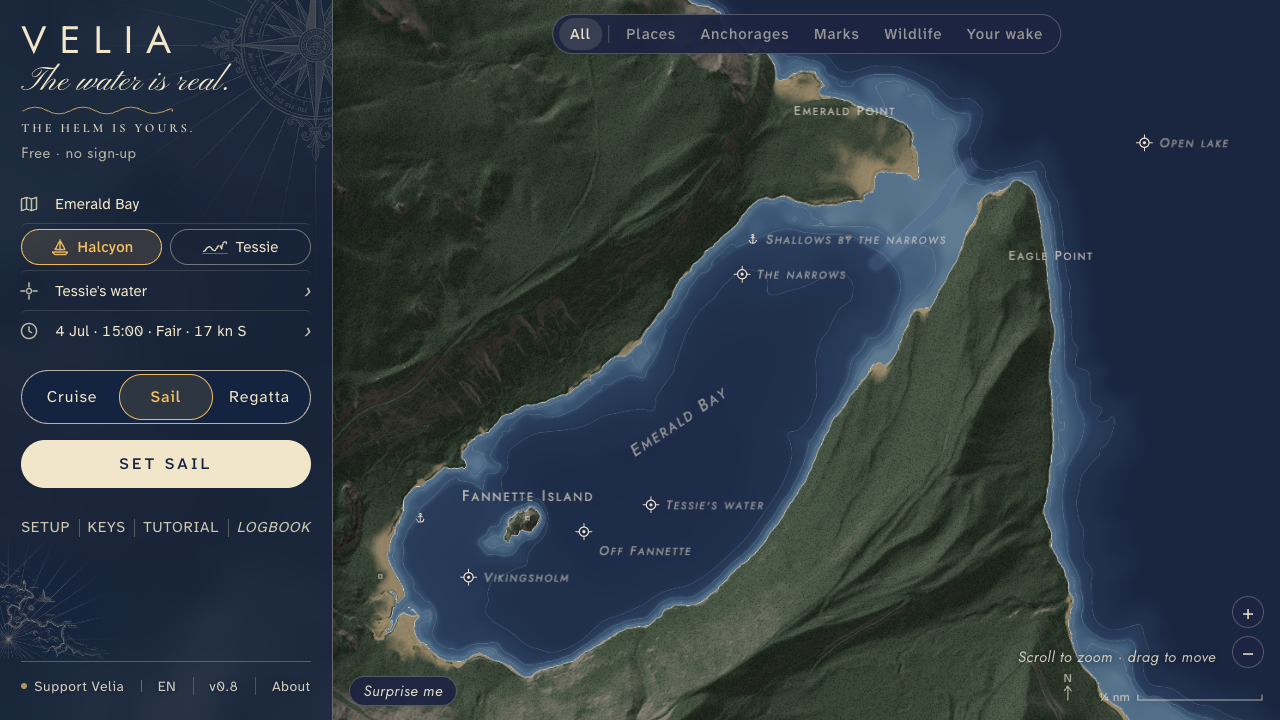 VELIA
The water is real.
THE HELM IS YOURS.
Free · no sign-up
Emerald Bay
Halcyon
Tessie
Tessie's water
4 Jul · 15:00 · Fair · 17 kn S
Cruise
Sail
Regatta
SET SAIL
SETUP
KEYS
TUTORIAL
LOGBOOK
Support Velia
EN
v0.8
About
All
Places
Anchorages
Marks
Wildlife
Your wake
Emerald Point
Open lake
Shallows by the narrows
Eagle Point
The narrows
Emerald Bay
Fannette Island
Tessie's water
Off Fannette
Vikingsholm
Surprise me
+
−
Scroll to zoom · drag to move
N
¼ nm